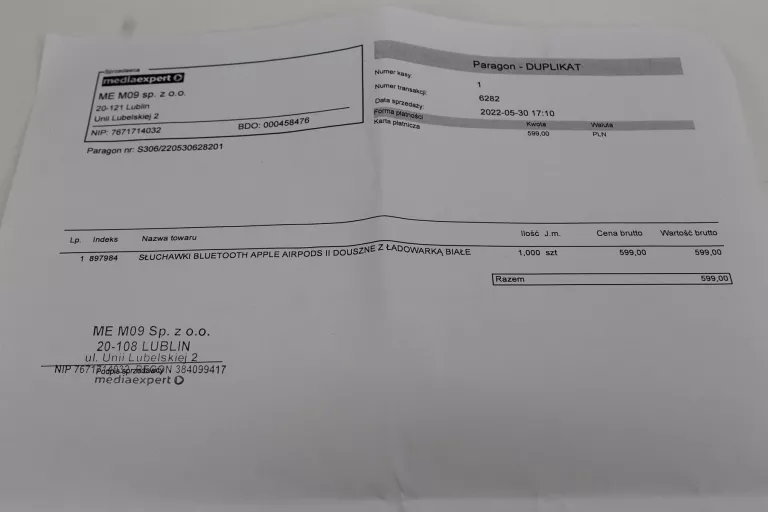 Sprzedawca
mediaexpert
ME M09 sp. z o.o.
20-121 Lublin
Unii Lubelskiej 2
NIP: 7671714032 BDO: 000458476
Paragon nr: S306/220530628201
Paragon - DUPLIKAT
Numer kasy: 1
Numer transakcji: 6282
Data sprzedaży: 2022-05-30 17:10
Forma płatności Kwota Waluta
Karta płatnicza 599,00 PLN
Lp. Indeks Nazwa towaru Ilość J.m. Cena brutto Wartość brutto
1 897984 SŁUCHAWKI BLUETOOTH APPLE AIRPODS II DOUSZNE Z ŁADOWARKĄ BIAŁE 1,000 szt 599,00 599,00
Razem 599,00
ME M09 Sp. z o.o.
20-108 LUBLIN
ul. Unii Lubelskiej 2
NIP 7671714032, REGON 384099417
Podpis sprzedawcy
mediaexpert